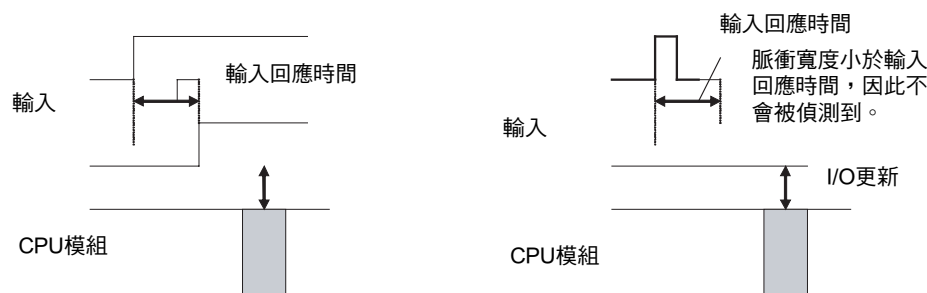 輸入回應時間
輸入
CPU模組
輸入回應時間
脈衝寬度小於輸入
回應時間,因此不
會被偵測到。
輸入
I/O更新
CPU模組